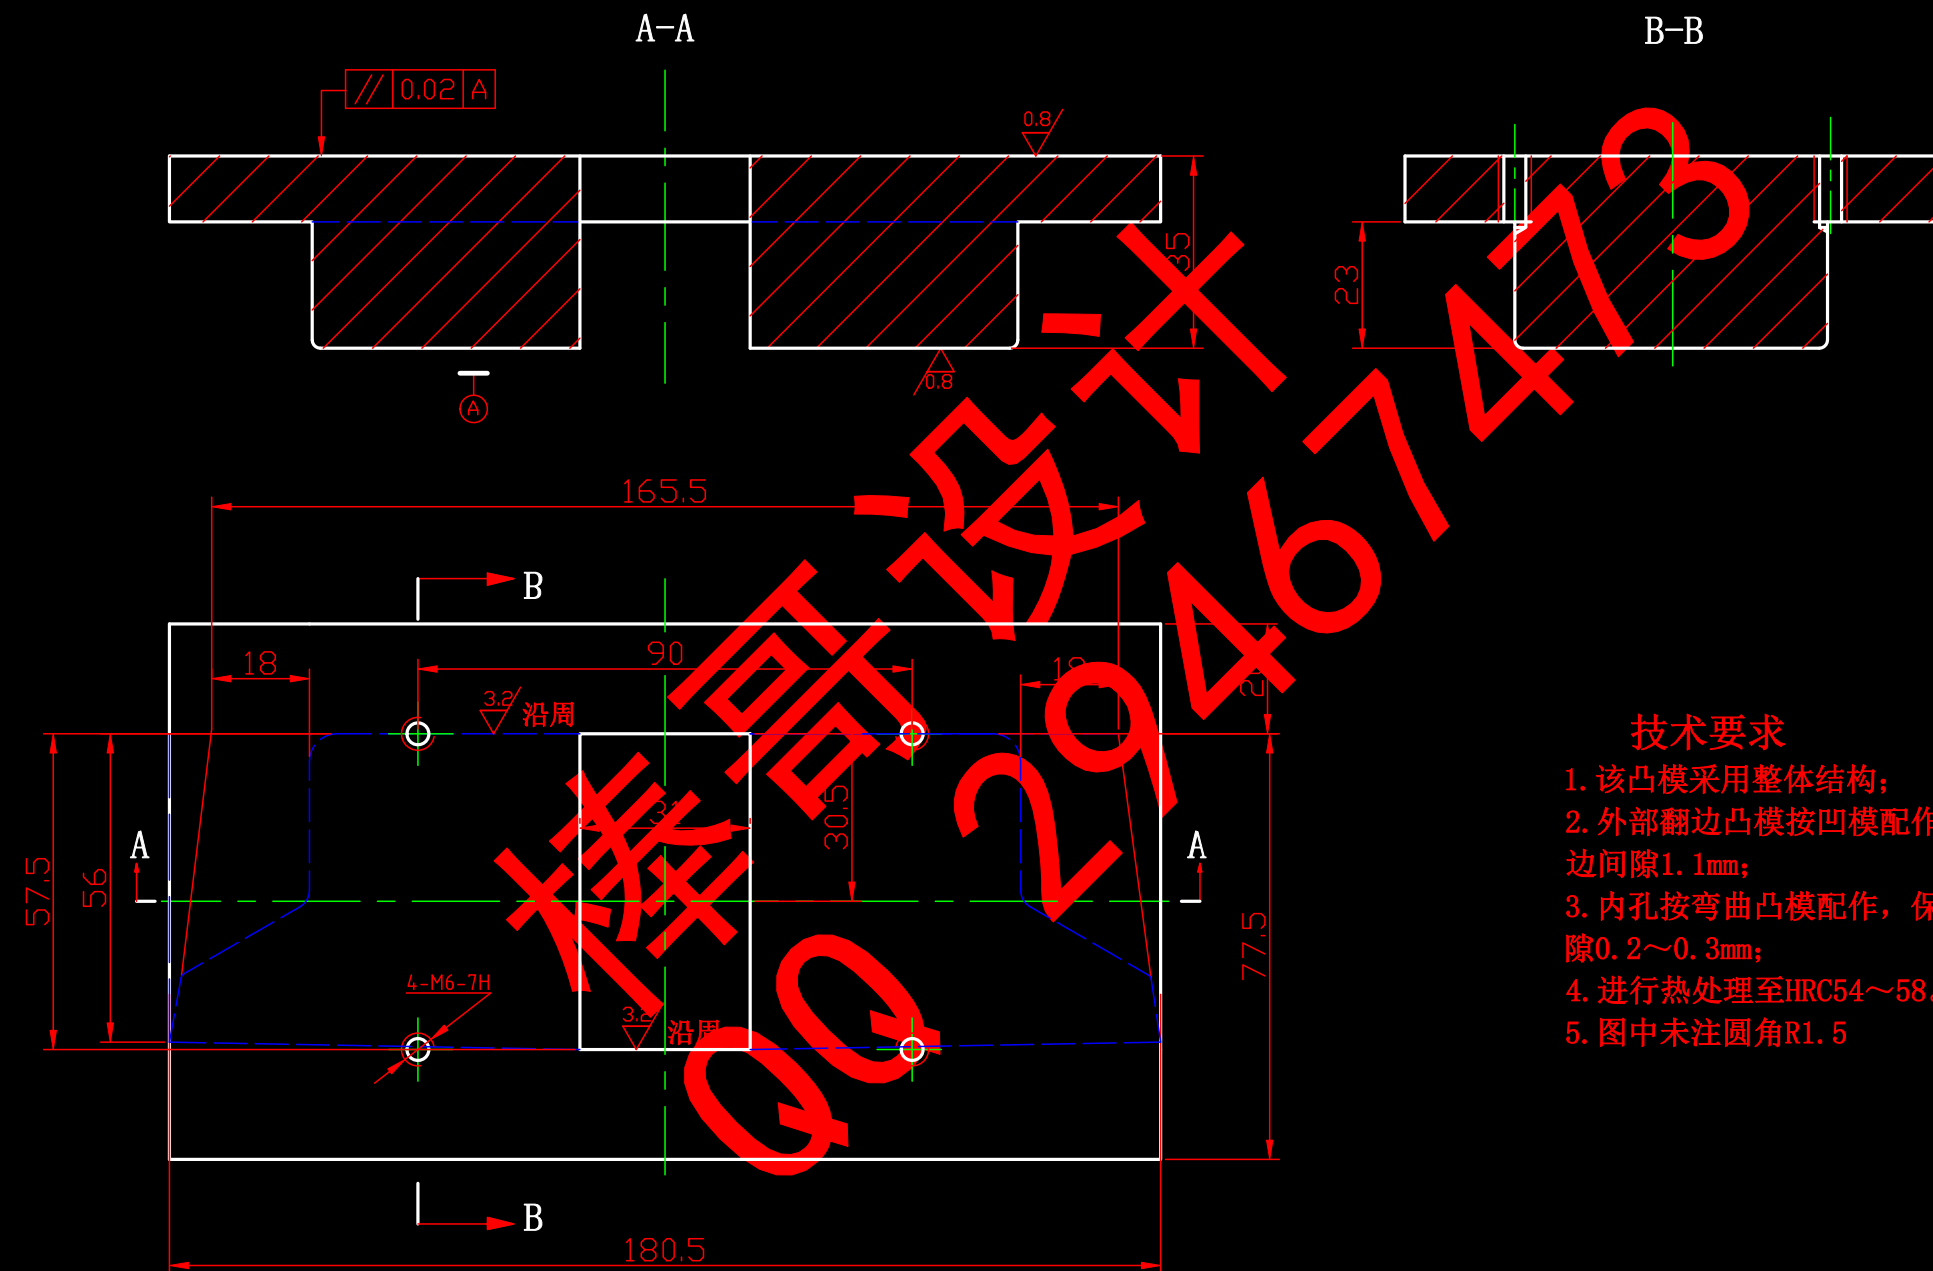 A-A
B-B
// 0.02 A
0.8
35
23
0.8
A
165.5
B
18
90
18
3.2 沿周
31
30.5
A
A
57.5
56
77.5
4-M6-7H
3.2 沿周
B
180.5
棒哥设计
QQ 29467473
技术要求
1.该凸模采用整体结构;
2.外部翻边凸模按凹模配作
边间隙1.1mm;
3.内孔按弯曲凸模配作，保
隙0.2～0.3mm;
4.进行热处理至HRC54～58.
5.图中未注圆角R1.5